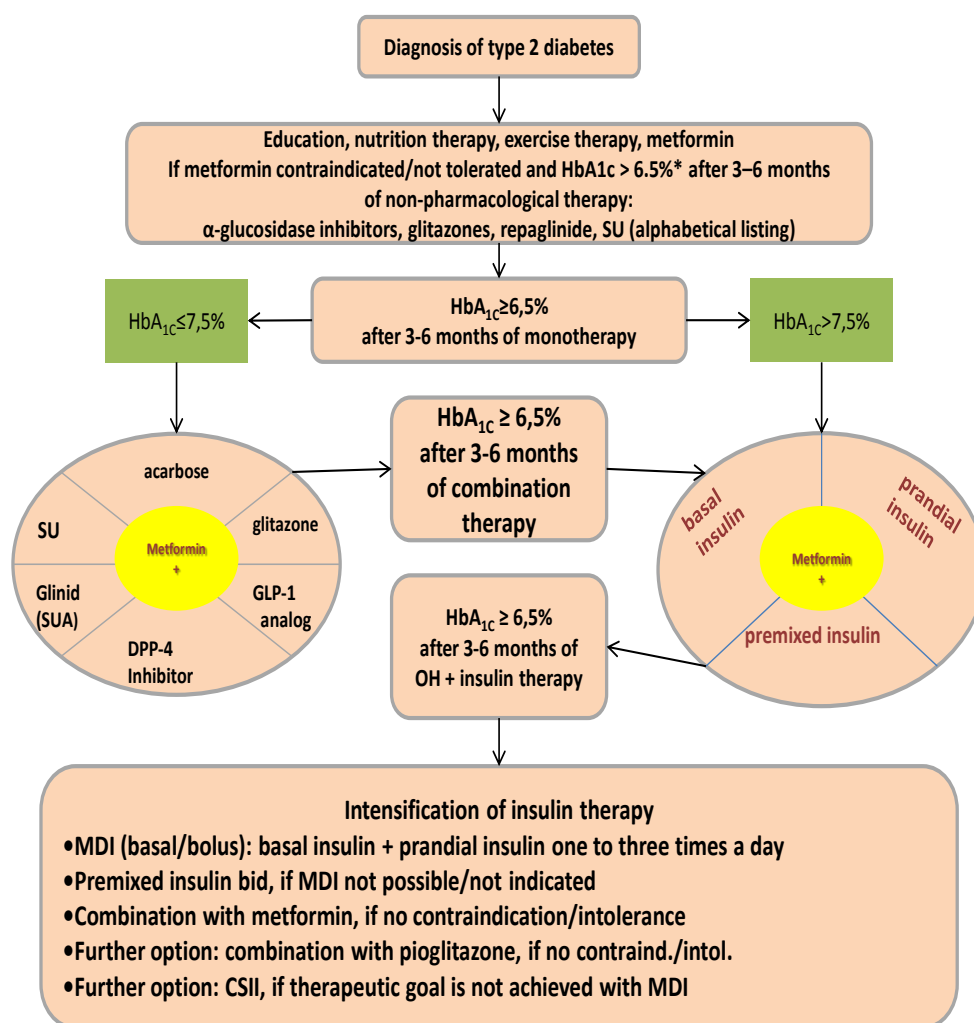 Diagnosis of type 2 diabetes
Education, nutrition therapy, exercise therapy, metformin
If metformin contraindicated/not tolerated and HbA1c > 6.5%* after 3–6 months
of non-pharmacological therapy:
α-glucosidase inhibitors, glitazones, repaglinide, SU (alphabetical listing)
HbA1C≤7,5%
HbA1C≥6,5%
after 3-6 months of monotherapy
HbA1C>7,5%
acarbose
SU
glitazone
Metformin
+
Glinid
(SUA)
GLP-1
analog
DPP-4
Inhibitor
HbA1C ≥ 6,5%
after 3-6 months
of combination
therapy
basal
insulin
prandial
insulin
Metformin
+
premixed insulin
HbA1C ≥ 6,5%
after 3-6 months of
OH + insulin therapy
Intensification of insulin therapy
•MDI (basal/bolus): basal insulin + prandial insulin one to three times a day
•Premixed insulin bid, if MDI not possible/not indicated
•Combination with metformin, if no contraindication/intolerance
•Further option: combination with pioglitazone, if no contraind./intol.
•Further option: CSII, if therapeutic goal is not achieved with MDI